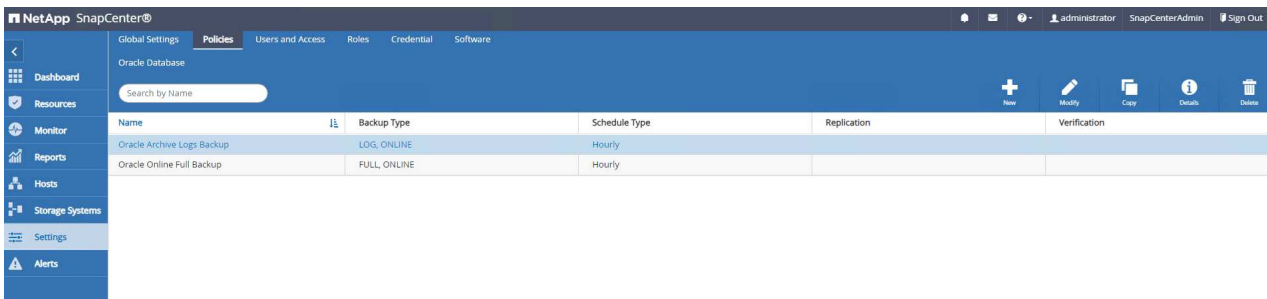 NetApp SnapCenter®
administrator SnapCenterAdmin Sign Out
Global Settings Policies Users and Access Roles Credential Software
Oracle Database
Dashboard
Search by Name
New Modify Copy Details Delete
Resources
Name Backup Type Schedule Type Replication Verification
Monitor
Oracle Archive Logs Backup LOG, ONLINE Hourly
Reports
Oracle Online Full Backup FULL, ONLINE Hourly
Hosts
Storage Systems
Settings
Alerts